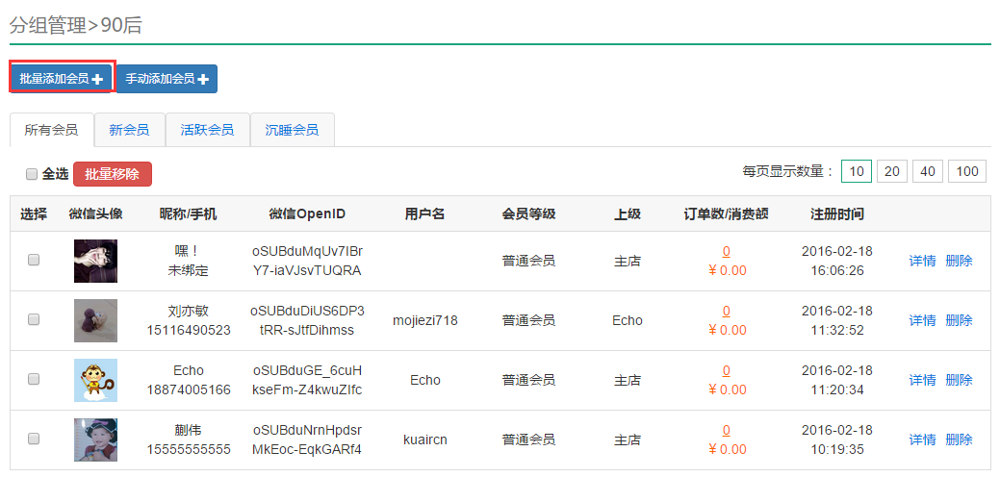 分组管理>90后
批量添加会员 手动添加会员
所有会员 新会员 活跃会员 沉睡会员
全选 批量移除 每页显示数量： 10 20 40 100
选择 微信头像 昵称/手机 微信OpenID 用户名 会员等级 上级 订单数/消费额 注册时间
嘿！ oSUBduMqUv7IBr 0 2016-02-18
普通会员 主店 详情 删除
未绑定 Y7-iaVJsvTUQRA ¥ 0.00 16:06:26
刘亦敏 oSUBduDiUS6DP3 0 2016-02-18
mojiezi718 普通会员 Echo 详情 删除
15116490523 tRR-sJtfDihmss ¥ 0.00 11:32:52
Echo oSUBduGE_6cuH 0 2016-02-18
Echo 普通会员 主店 详情 删除
18874005166 kseFm-Z4kwuZIfc ¥ 0.00 11:20:34
蒯伟 oSUBduNrnHpdsr 0 2016-02-18
kuaircn 普通会员 主店 详情 删除
15555555555 MkEoc-EqkGARf4 ¥ 0.00 10:19:35